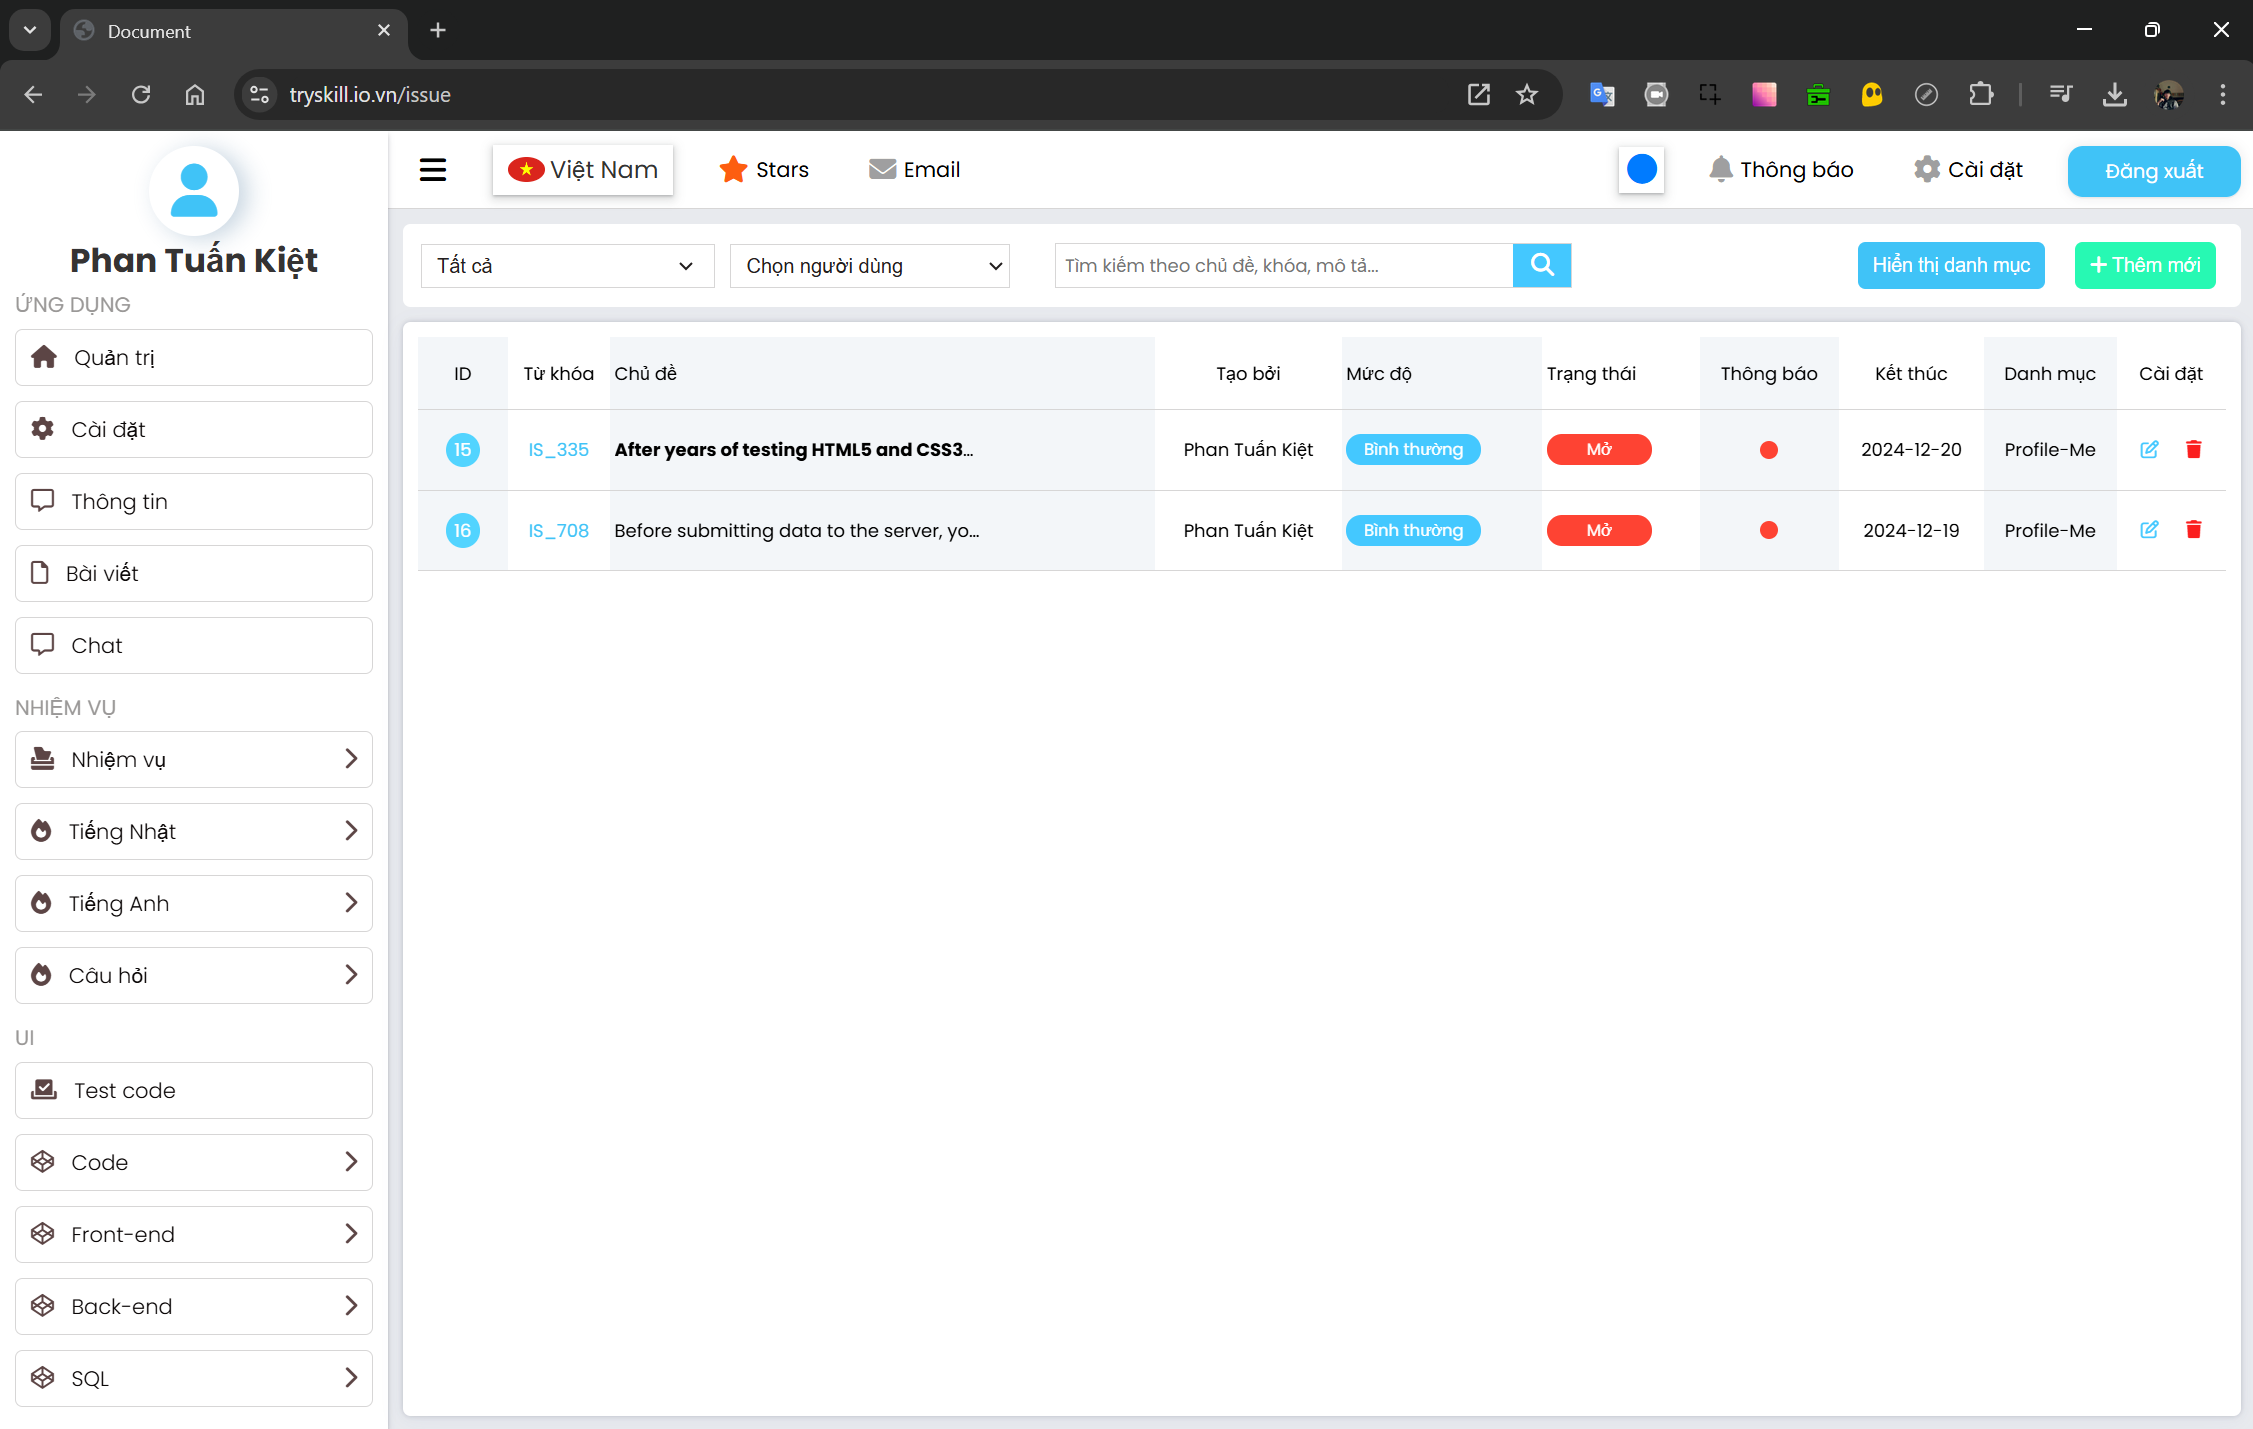 Document
tryskill.io.vn/issue
Phan Tuấn Kiệt
ỨNG DỤNG
Quản trị
Cài đặt
Thông tin
Bài viết
Chat
NHIỆM VỤ
Nhiệm vụ
Tiếng Nhật
Tiếng Anh
Câu hỏi
UI
Test code
Code
Front-end
Back-end
SQL
Việt Nam Stars Email Thông báo Cài đặt Đăng xuất
Tất cả Chọn người dùng Tìm kiếm theo chủ đề, khóa, mô tả... Hiển thị danh mục + Thêm mới
ID Từ khóa Chủ đề Tạo bởi Mức độ Trạng thái Thông báo Kết thúc Danh mục Cài đặt
15 IS_335 After years of testing HTML5 and CSS3... Phan Tuấn Kiệt Bình thường Mở 2024-12-20 Profile-Me
16 IS_708 Before submitting data to the server, yo... Phan Tuấn Kiệt Bình thường Mở 2024-12-19 Profile-Me